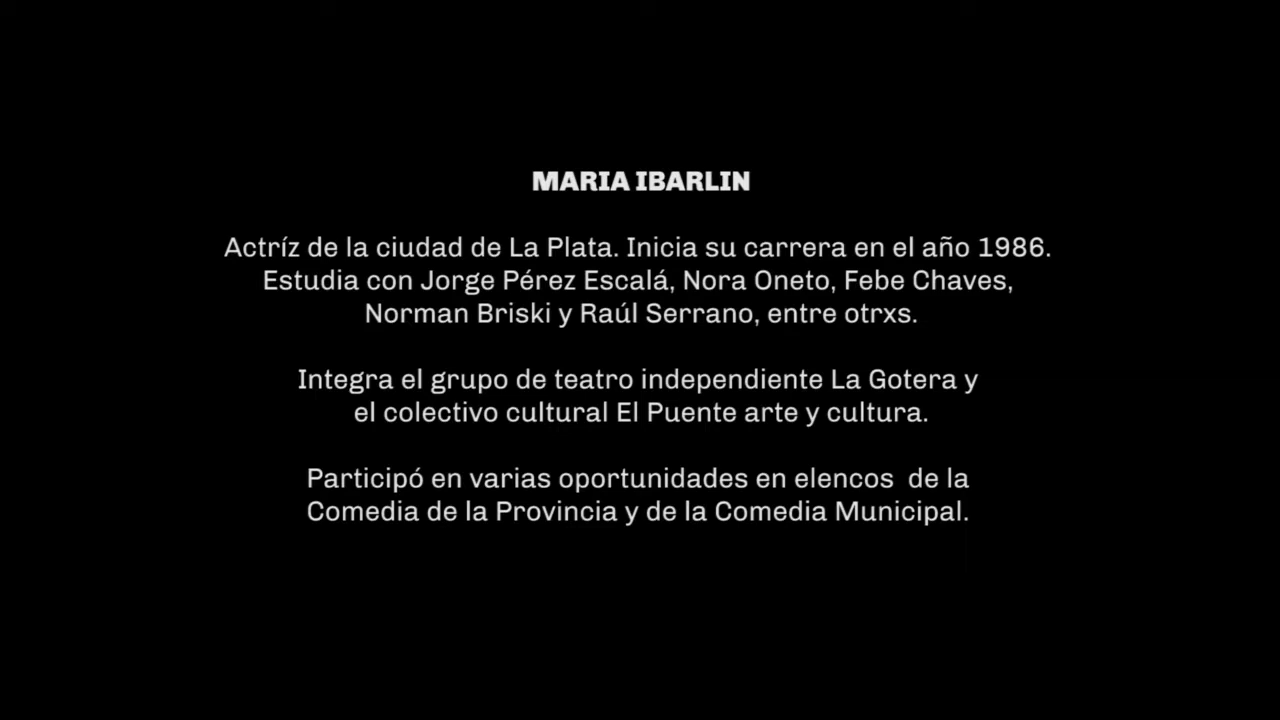 MARIA IBARLIN
Actríz de la ciudad de La Plata. Inicia su carrera en el año 1986.
Estudia con Jorge Pérez Escalá, Nora Oneto, Febe Chaves,
Norman Briski y Raúl Serrano, entre otrxs.
Integra el grupo de teatro independiente La Gotera y
el colectivo cultural El Puente arte y cultura.
Participó en varias oportunidades en elencos  de la
Comedia de la Provincia y de la Comedia Municipal.